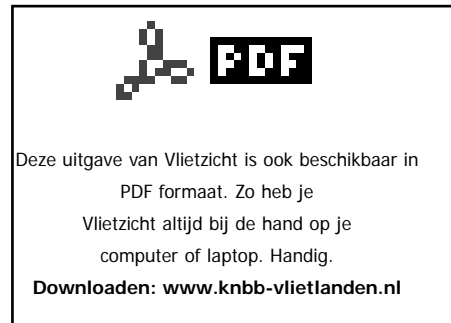 PDF
Deze uitgave van Vlietzicht is ook beschikbaar in
PDF formaat. Zo heb je
Vlietzicht altijd bij de hand op je
computer of laptop. Handig.
Downloaden: www.knbb-vlietlanden.nl